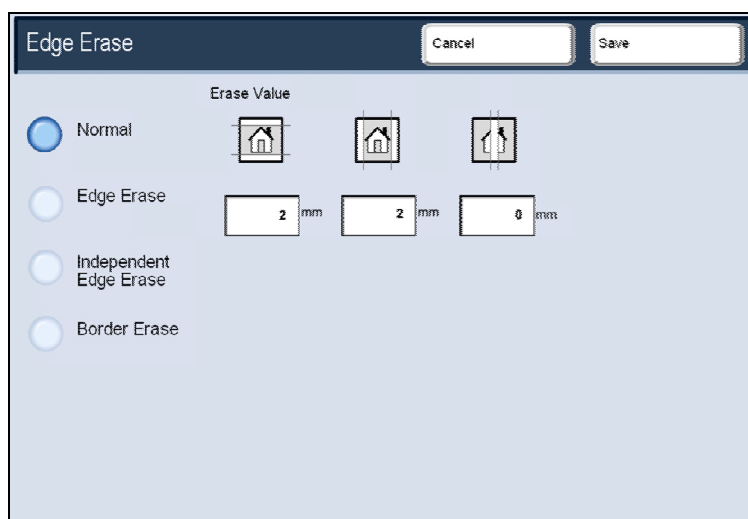 Edge Erase
Cancel
Save
Erase Value
Normal
Edge Erase
2 mm 2 mm 0 mm
Independent
Edge Erase
Border Erase